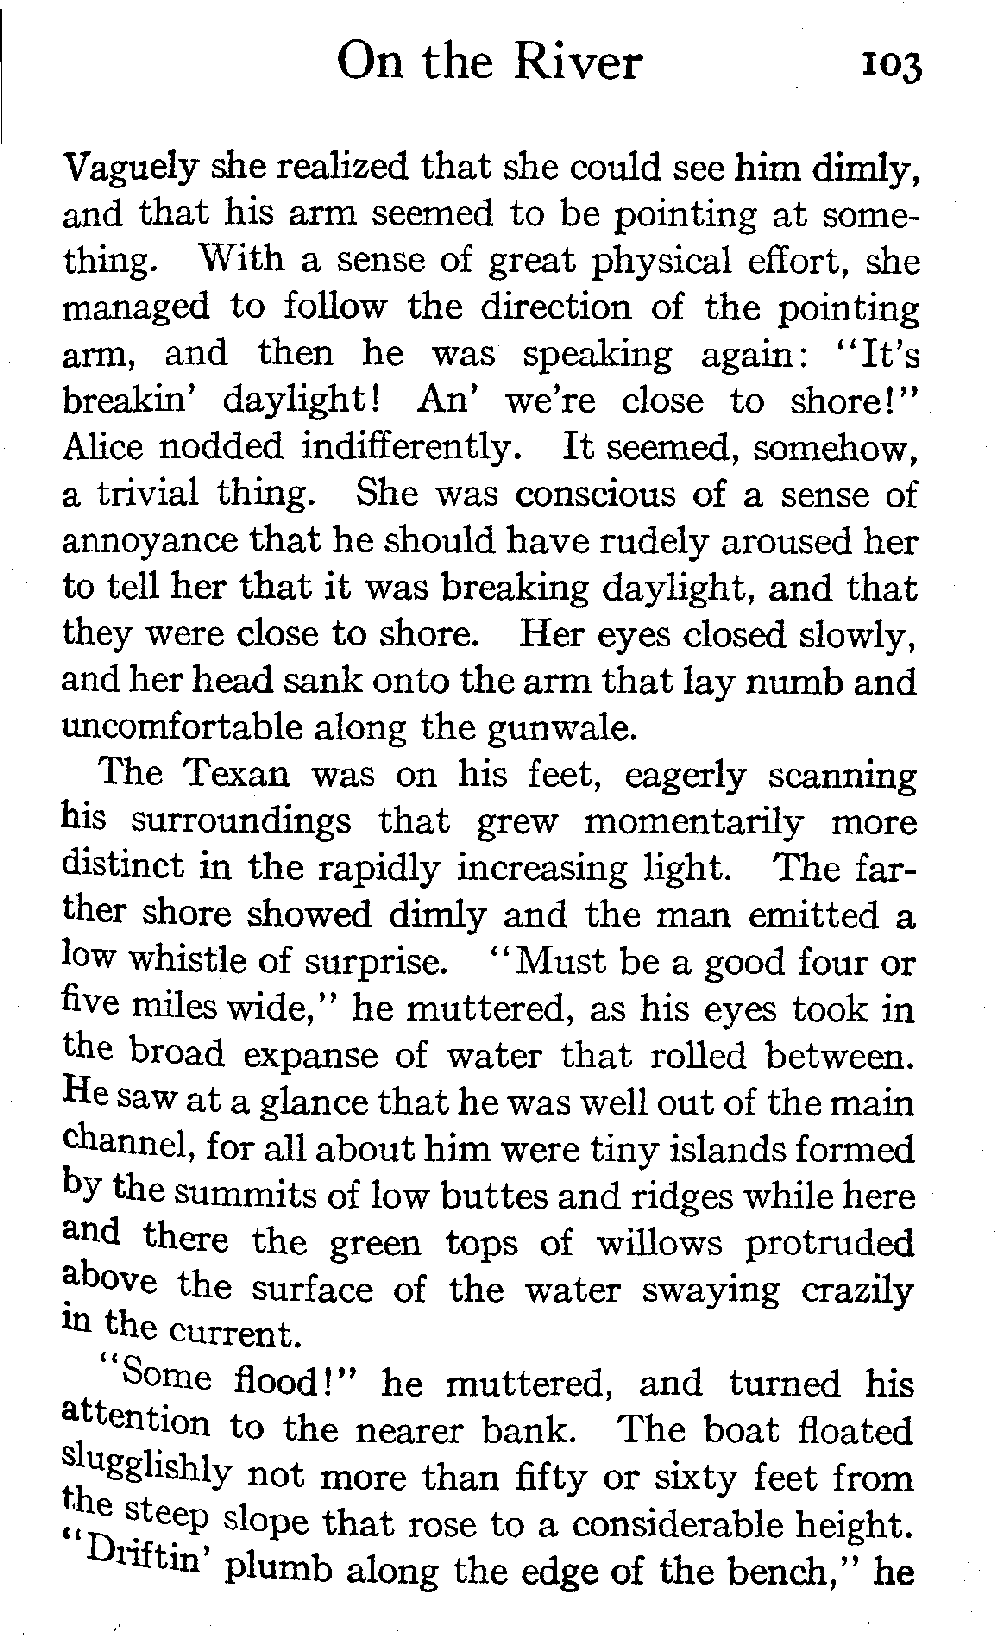 On the River 103
Vaguely she realized that she could see him dimly,
and that his arm seemed to be pointing at some-
thing. With a sense of great physical effort, she
managed to follow the direction of the pointing
arm, and then he was speaking again: "It's
breakin' daylight! An' we're close to shore!"
Alice nodded indifferently. It seemed, somehow,
a trivial thing. She was conscious of a sense of
annoyance that he should have rudely aroused her
to tell her that it was breaking daylight, and that
they were close to shore. Her eyes closed slowly,
and her head sank onto the arm that lay numb and
uncomfortable along the gunwale.
The Texan was on his feet, eagerly scanning
his surroundings that grew momentarily more
distinct in the rapidly increasing light. The far-
ther shore showed dimly and the man emitted a
low whistle of surprise. "Must be a good four or
five miles wide," he muttered, as his eyes took in
the broad expanse of water that rolled between.
He saw at a glance that he was well out of the main
channel, for all about him were tiny islands formed
by the summits of low buttes and ridges while here
and there the green tops of willows protruded
above the surface of the water swaying crazily
in the current.
"Some flood!" he muttered, and turned his
attention to the nearer bank. The boat floated
slugglishly not more than fifty or sixty feet from
the steep slope that rose to a considerable height.
"Driftin' plumb along the edge of the bench," he